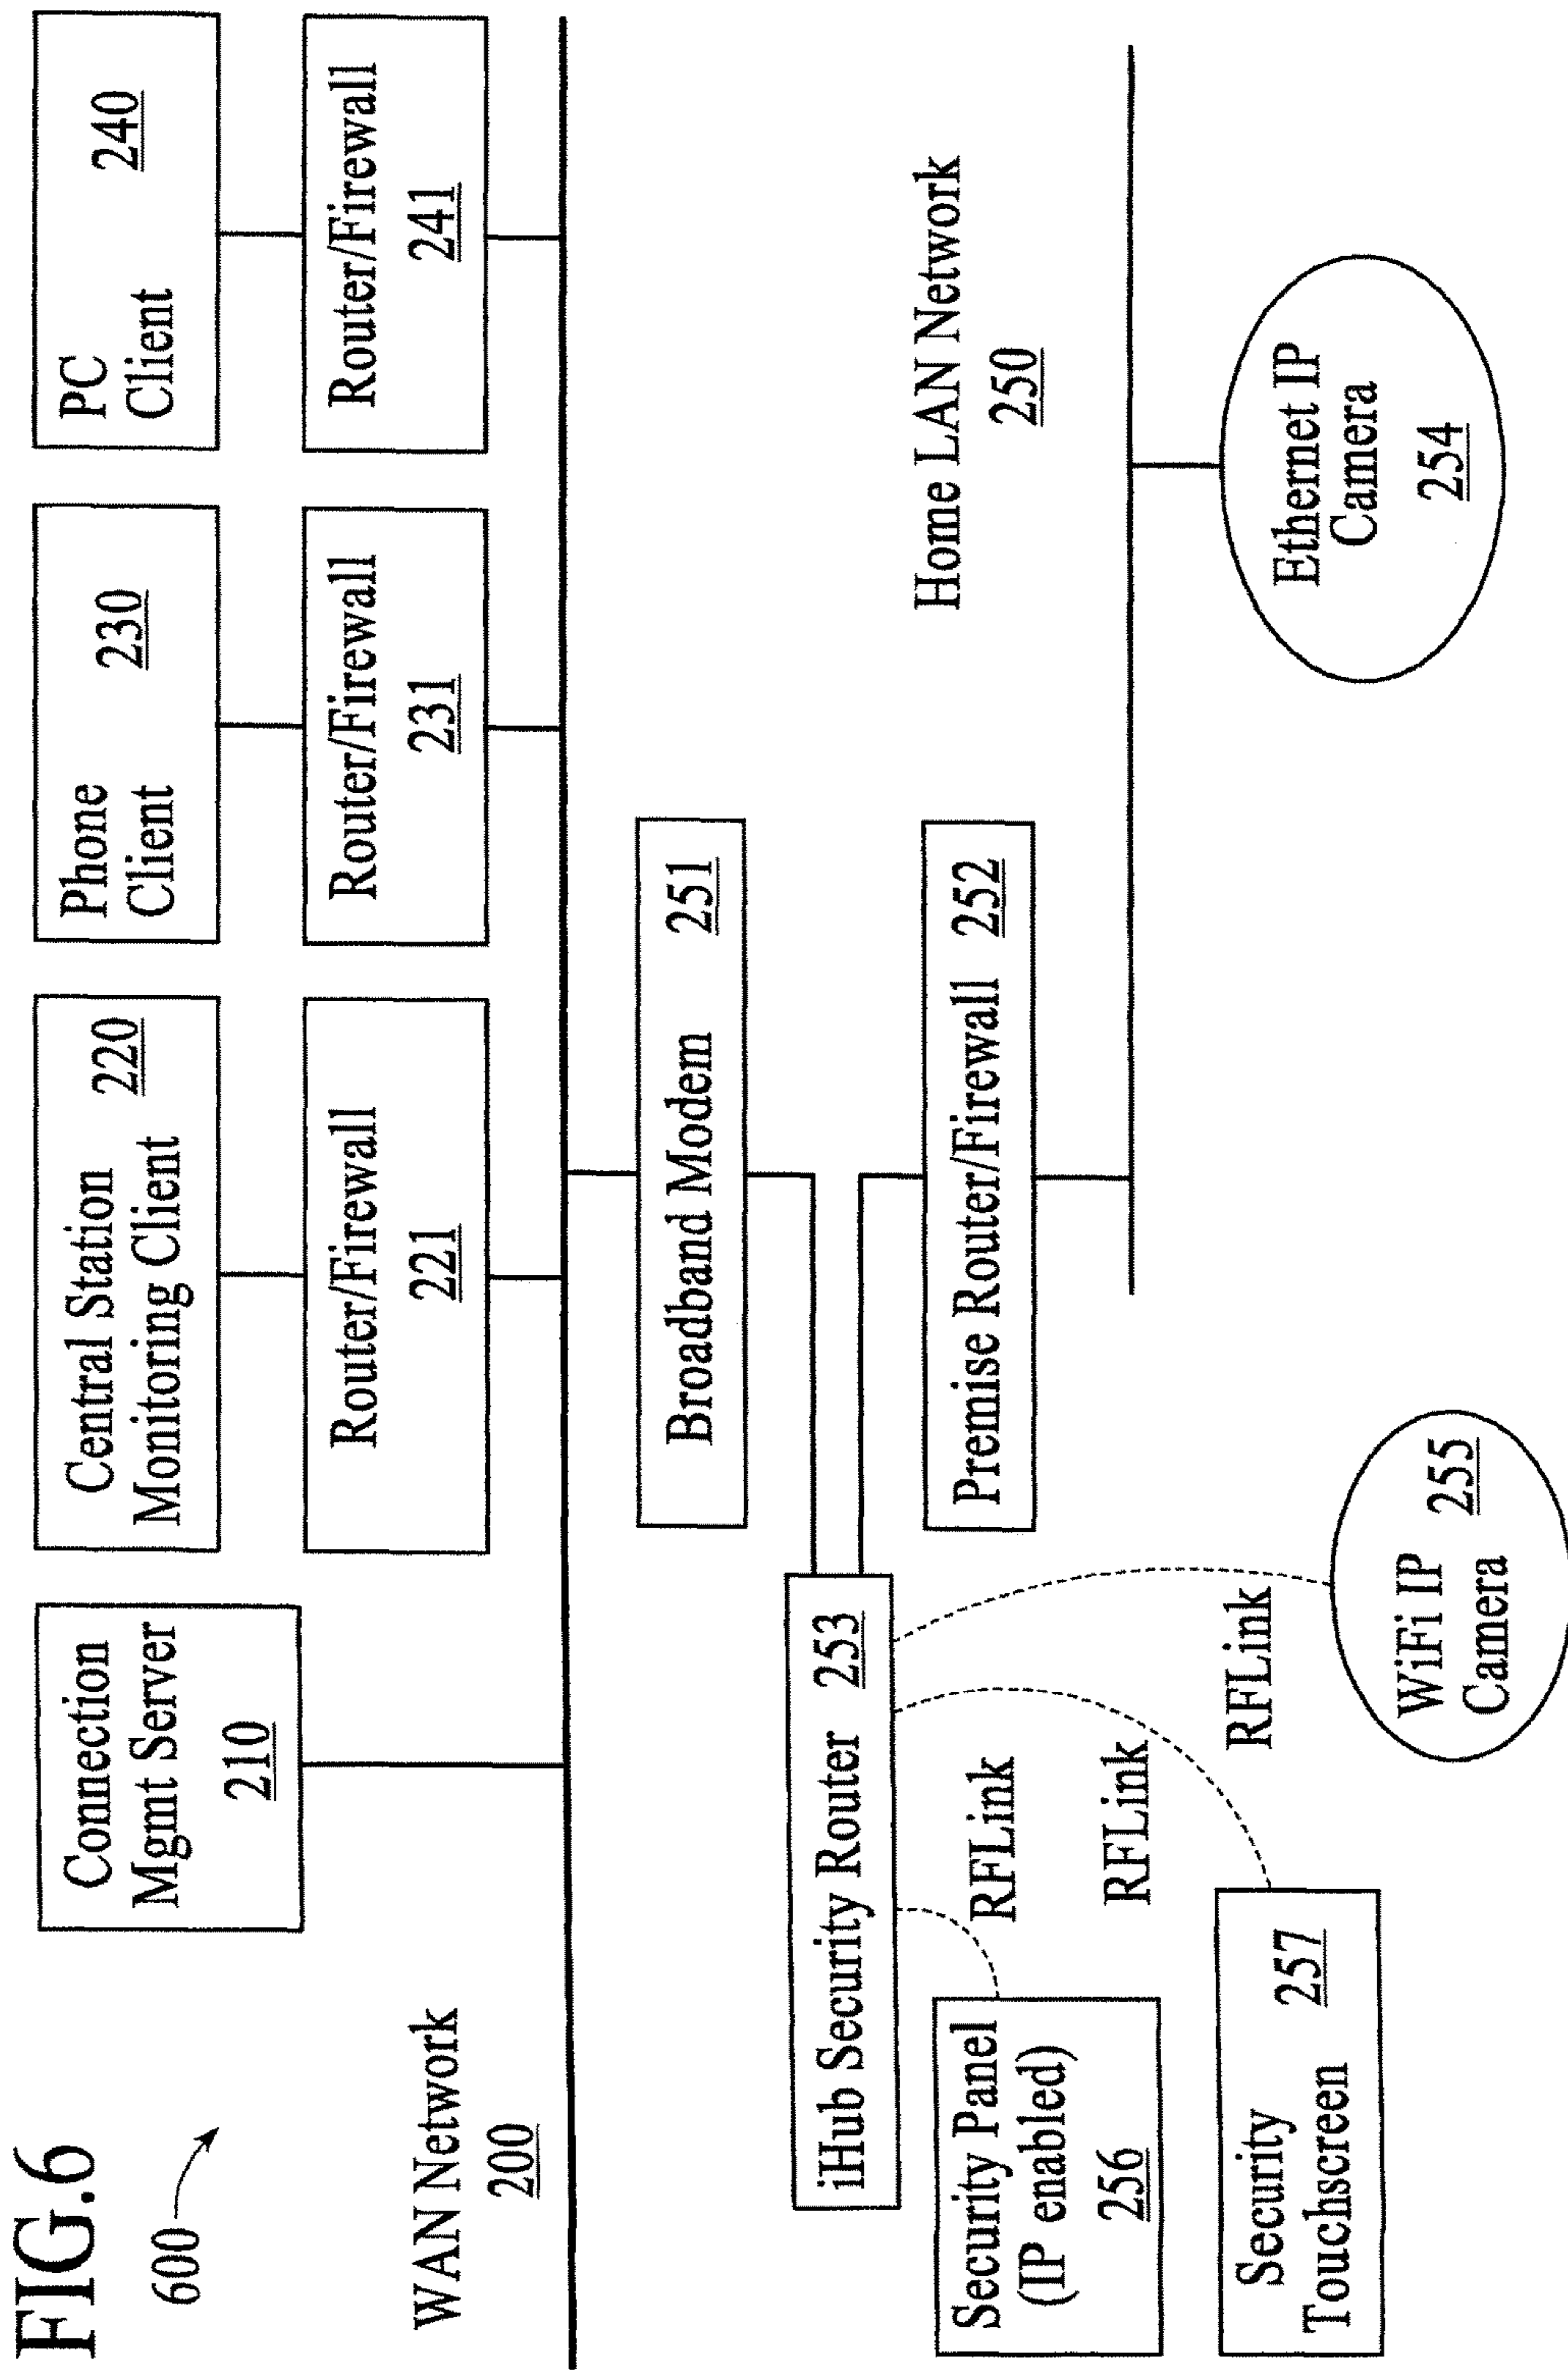 FIG.6
600
Connection
Mgmt Server
210
Central Station
220
Monitoring Client
Phone
230
Client
PC
240
Client
Router/Firewall
221
Router/Firewall
231
Router/Firewall
241
WAN Network
200
Broadband Modem 251
iHub Security Router 253
Premise Router/Firewall 252
Home LAN Network
250
Security Panel
(IP enabled)
256
RFLink
RFLink
RFLink
Security
257
Touchscreen
WiFi IP
255
Camera
Ethernet IP
Camera
254